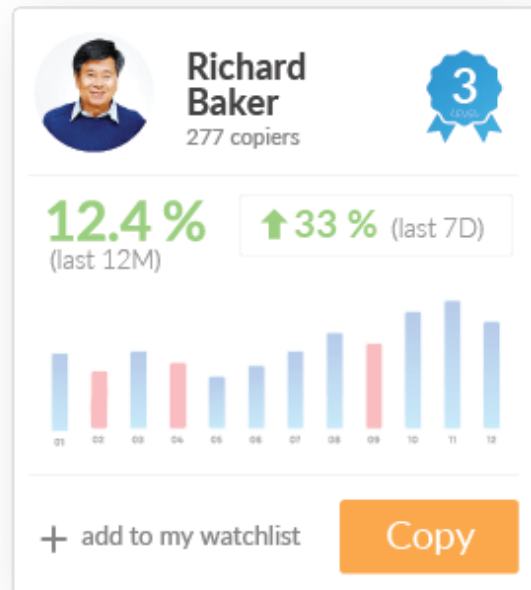 Richard
Baker
277 copiers
3
LEVEL
12.4 %
(last 12M)
33 % (last 7D)
01 02 03 04 05 06 07 08 09 10 11 12
+ add to my watchlist
Copy